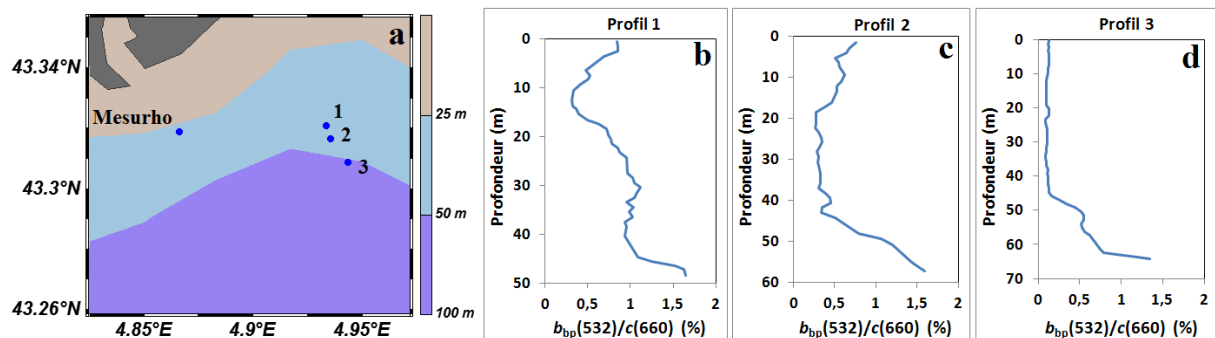 a
43.34°N
43.3°N
43.26°N
4.85°E
4.9°E
4.95°E
Mesurho
1
2
3
25 m
50 m
100 m
Profil 1
b
Profondeur (m)
0
10
20
30
40
50
0
0,5
1
1,5
2
bbp(532)/c(660) (%)
Profil 2
c
Profondeur (m)
0
10
20
30
40
50
60
0
0,5
1
1,5
2
bbp(532)/c(660) (%)
Profil 3
d
Profondeur (m)
0
10
20
30
40
50
60
70
0
0,5
1
1,5
2
bbp(532)/c(660) (%)